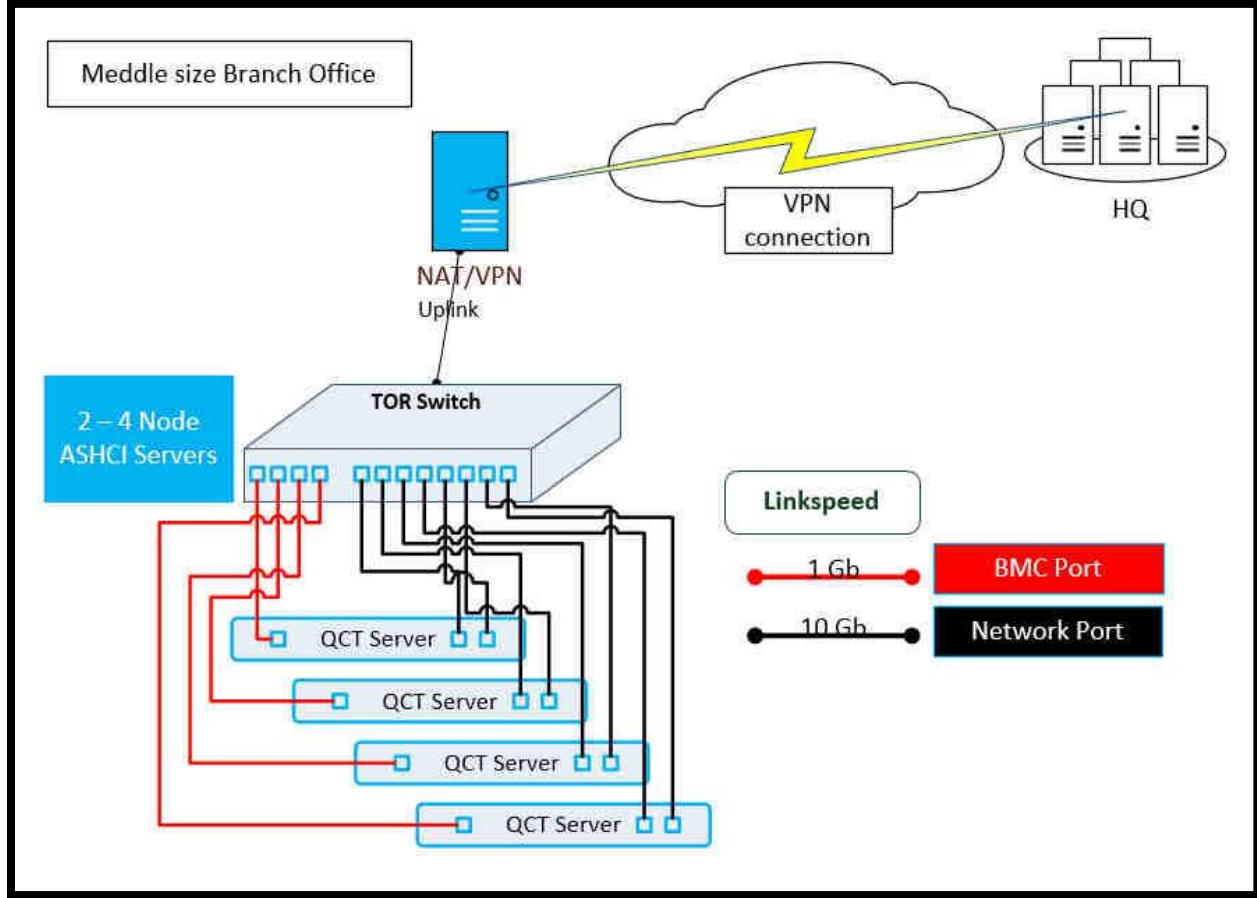 Meddle size Branch Office
VPN
connection
HQ
NAT/VPN
Uplink
TOR Switch
2 – 4 Node
ASHCI Servers
Linkspeed
1 Gb
BMC Port
10 Gb
Network Port
QCT Server
QCT Server
QCT Server
QCT Server